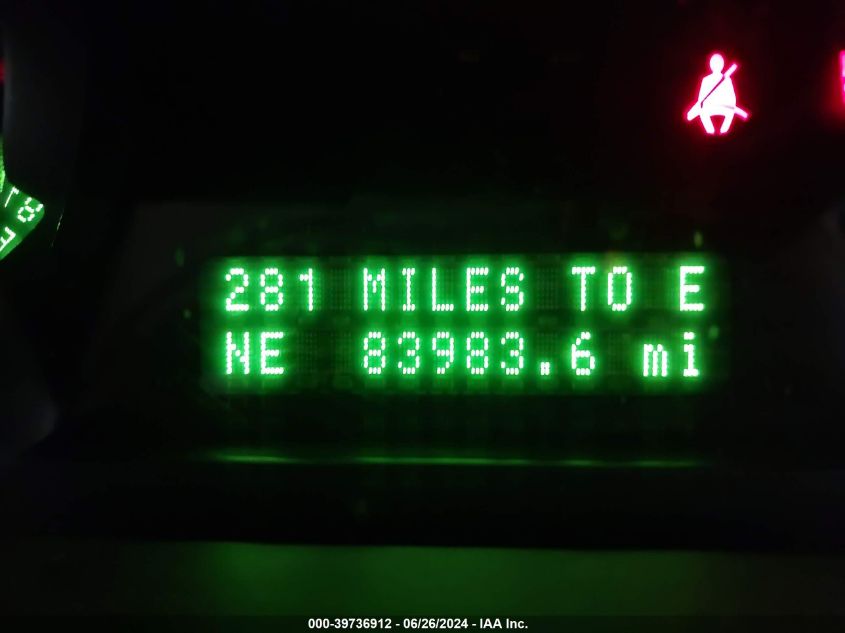 281 MILES TO E
NE 83983.6 mi
000-39736912 - 06/26/2024 - IAA Inc.